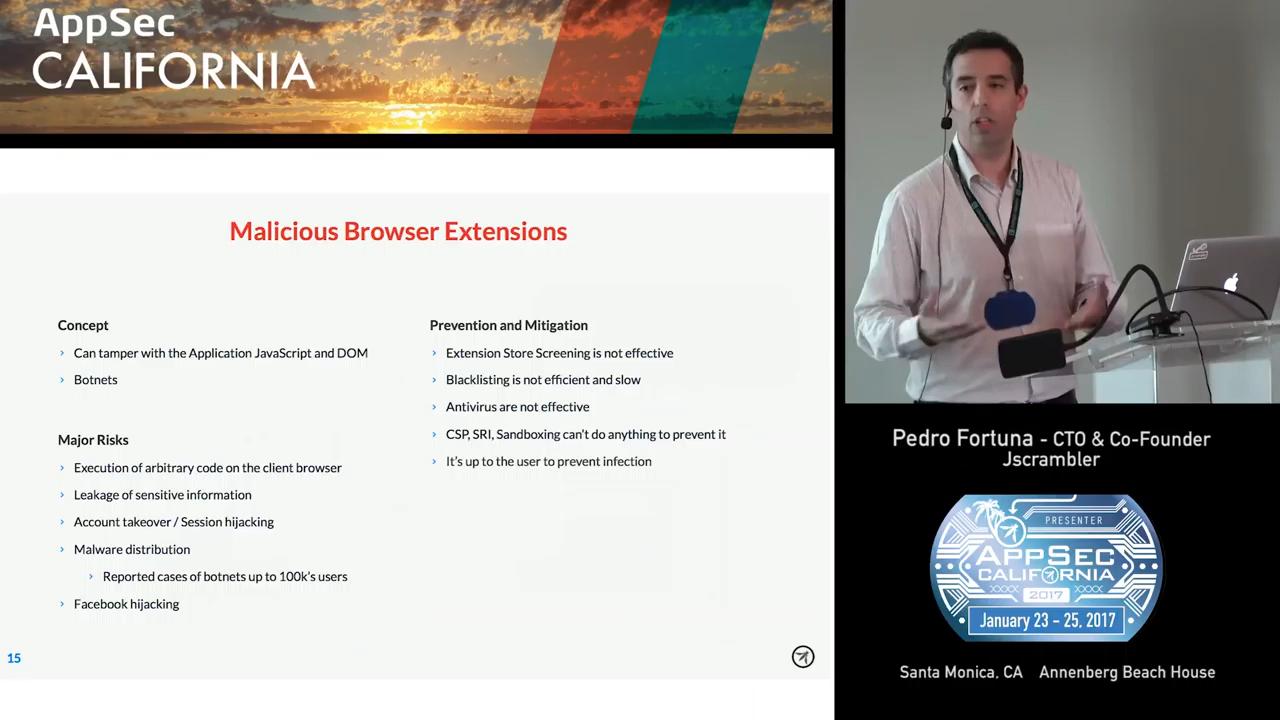 AppSec
CALIFORNIA
Malicious Browser Extensions
Concept
› Can tamper with the Application JavaScript and DOM
› Botnets
Major Risks
› Execution of arbitrary code on the client browser
› Leakage of sensitive information
› Account takeover / Session hijacking
› Malware distribution
› Reported cases of botnets up to 100k's users
› Facebook hijacking
Prevention and Mitigation
› Extension Store Screening is not effective
› Blacklisting is not efficient and slow
› Antivirus are not effective
› CSP, SRI, Sandboxing can't do anything to prevent it
› It's up to the user to prevent infection
15
Pedro Fortuna - CTO & Co-Founder
Jscrambler
PRESENTER
APPSEC
CALIFORNIA
XXXX 2017 XXXX
January 23 - 25, 2017
Santa Monica, CA Annenberg Beach House